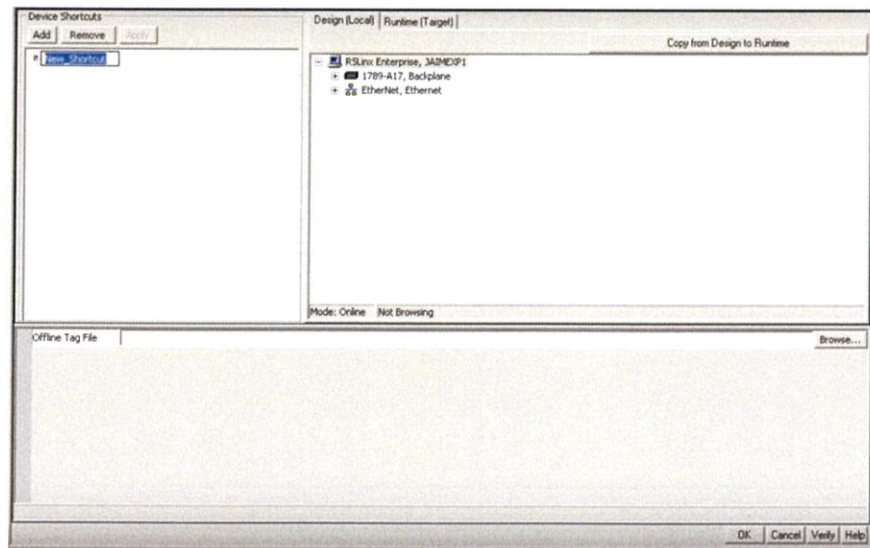 Device Shortcuts
Add Remove Apply
New_Shortcut
Design (Local) Runtime (Target)
Copy from Design to Runtime
RSLinx Enterprise, JAIMEXP1
1789-A17, Backplane
EtherNet, Ethernet
Mode: Online Not Browsing
Offline Tag File Browse...
OK Cancel Verify Help